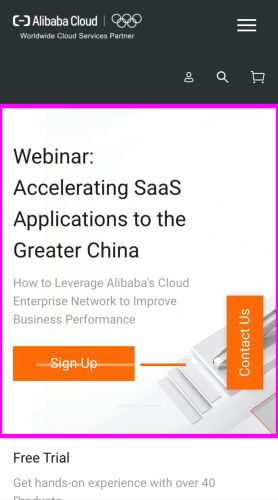 Alibaba Cloud
Worldwide Cloud Services Partner
Webinar:
Accelerating SaaS
Applications to the
Greater China
How to Leverage Alibaba's Cloud
Enterprise Network to Improve
Business Performance
Sign Up
Contact Us
Free Trial
Get hands-on experience with over 40
Products